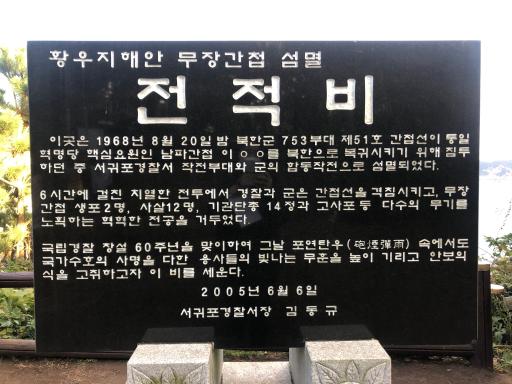 황우지해안 무장간첩 섬멸
전적비
이곳은 1968년 8월 20일 밤 북한군 753부대 제51호 간첩선이 통일
혁명당 핵심요원인 남파간첩 이 ㅇㅇ를 북한으로 복귀시키기 위해 침투
하던 중 서귀포경찰서 작전부대와 군의 합동작전으로 섬멸되었다.
6시간에 걸친 치열한 전투에서 경찰과 군은 간첩선을 격침시키고, 무장
간첩 생포2명, 사살12명, 기관단총 14정과 고사포등 다수의 무기를
노획하는 혁혁한 전공을 거두었다.
국립경찰 창설 60주년을 맞이하여 그날 포연탄우(砲煙彈雨) 속에서도
국가수호의 사명을 다한 용사들의 빛나는 무훈을 높이 기리고 안보의
식을 고취하고자 이 비를 세운다.
2005년 6월 6일
서귀포경찰서장 김동규